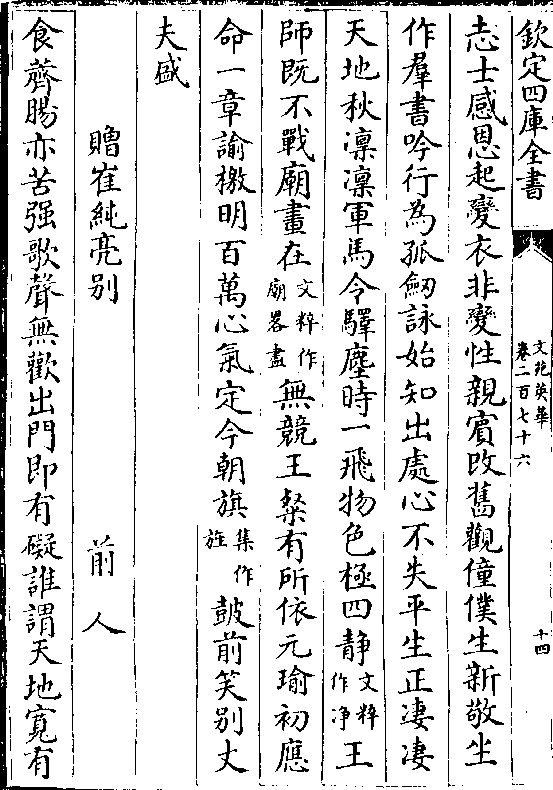 欽定四庫全書
文苑英華
卷二百七十六
十四
志士感恩起變衣非變性親賓改舊觀僮僕生新敬坐
作羣書吟行為孤劒詠始知出處心不失平生正淒淒
天地秋凛凛軍馬令驛塵時一飛物色極四静文粹作净王
師既不戰廟畫在文粹作廟畧盡無競王粲有所依元瑜初應
命一章諭檄明百萬心氣定今朝旗集作旌鼓前笑别丈
夫盛
贈崔純亮别 前人
食薺腸亦苦强歌聲無歡出門即有礙誰謂天地寛有